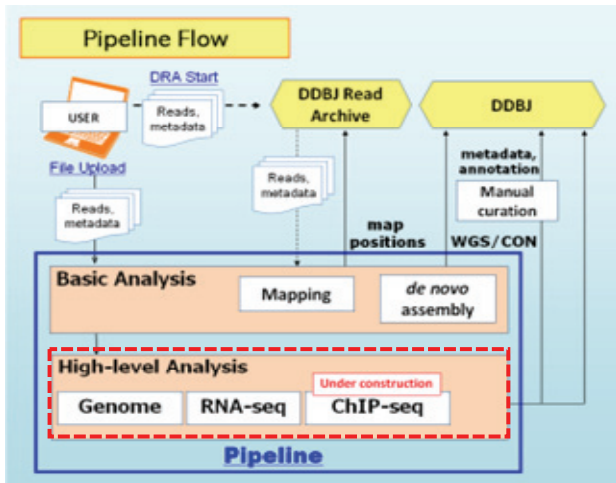 Pipeline Flow
DRA Start
USER
Reads,
metadata
DDBJ Read
Archive
DDBJ
File Upload
Reads,
metadata
Reads,
metadata
metadata,
annotation
Manual
curation
map
positions
WGS/CON
Basic Analysis
Mapping
de novo
assembly
High-level Analysis
Under construction
Genome
RNA-seq
ChIP-seq
Pipeline